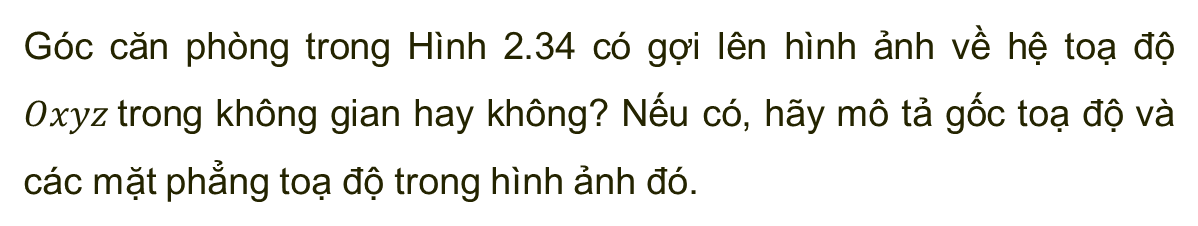 Góc căn phòng trong Hình 2.34 có gợi lên hình ảnh về hệ toạ độ
Oxyz trong không gian hay không? Nếu có, hãy mô tả gốc toạ độ và
các mặt phẳng toạ độ trong hình ảnh đó.